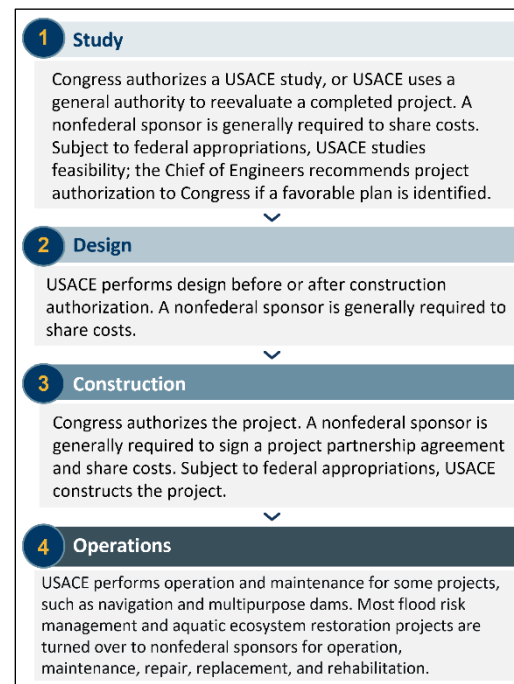 1 Study
Congress authorizes a USACE study, or USACE uses a
general authority to reevaluate a completed project. A
nonfederal sponsor is generally required to share costs.
Subject to federal appropriations, USACE studies
feasibility; the Chief of Engineers recommends project
authorization to Congress if a favorable plan is identified.
2 Design
USACE performs design before or after construction
authorization. A nonfederal sponsor is generally required to
share costs.
3 Construction
Congress authorizes the project. A nonfederal sponsor is
generally required to sign a project partnership agreement
and share costs. Subject to federal appropriations, USACE
constructs the project.
4 Operations
USACE performs operation and maintenance for some projects,
such as navigation and multipurpose dams. Most flood risk
management and aquatic ecosystem restoration projects are
turned over to nonfederal sponsors for operation,
maintenance, repair, replacement, and rehabilitation.